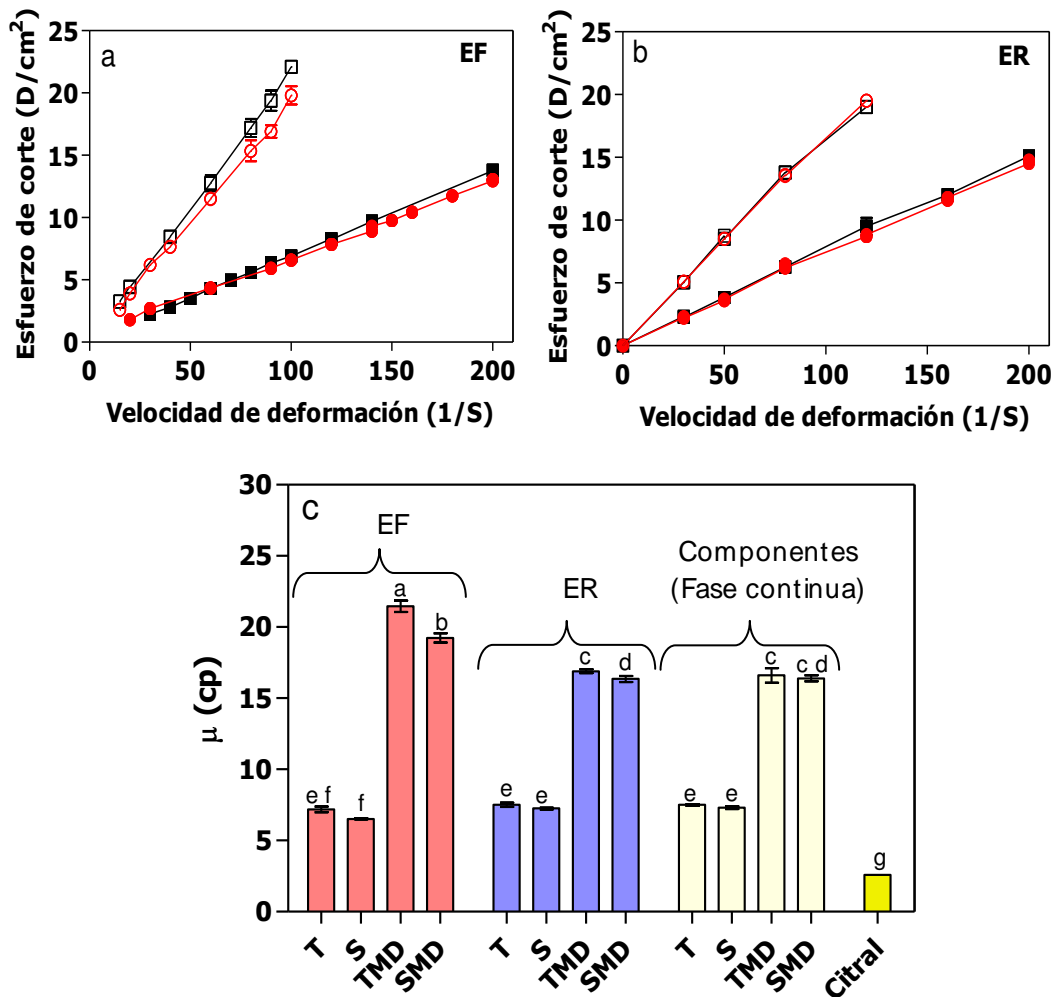 a
EF
Esfuerzo de corte (D/cm²)
25
20
15
10
5
0
0
50
100
150
200
Velocidad de deformación (1/S)
b
ER
Esfuerzo de corte (D/cm²)
25
20
15
10
5
0
0
50
100
150
200
Velocidad de deformación (1/S)
c
μ (cp)
30
25
20
15
10
5
0
EF
ER
Componentes
(Fase continua)
e f
f
a
b
e
e
c
d
e
e
c
c d
g
T
S
TMD
SMD
T
S
TMD
SMD
T
S
TMD
SMD
Citral